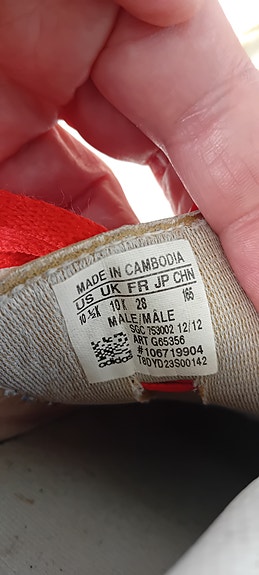 MADE IN CAMBODIA
US UK FR JP CHN
10 ½K 10K 28 165
MALE/MÂLE
SGC 753002 12/12
ART G65356
#106719904
T8DYD23S00142